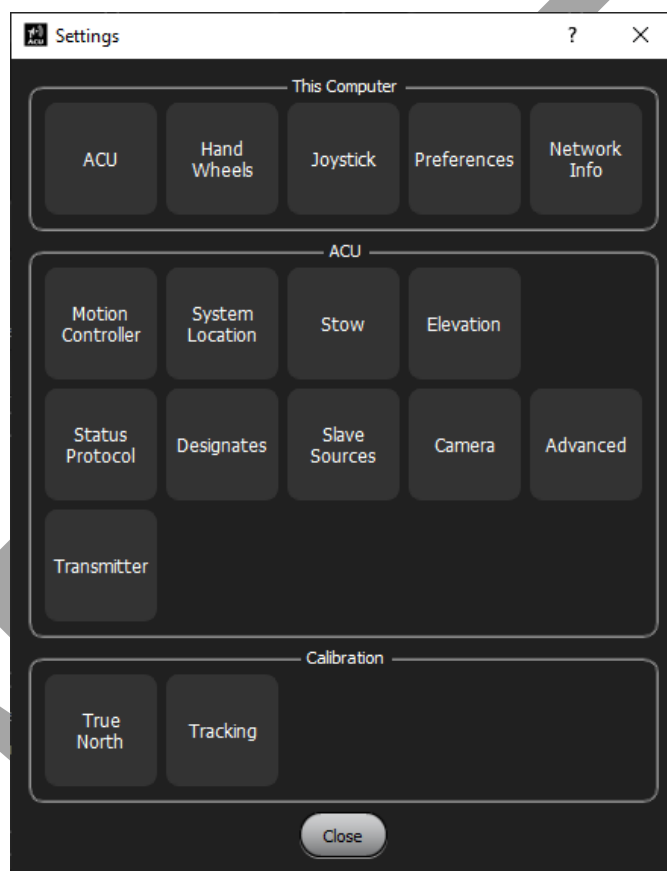 ACU
Settings
?
This Computer
ACU
Hand
Wheels
Joystick
Preferences
Network
Info
ACU
Motion
Controller
System
Location
Stow
Elevation
Status
Protocol
Designates
Slave
Sources
Camera
Advanced
Transmitter
Calibration
True
North
Tracking
Close